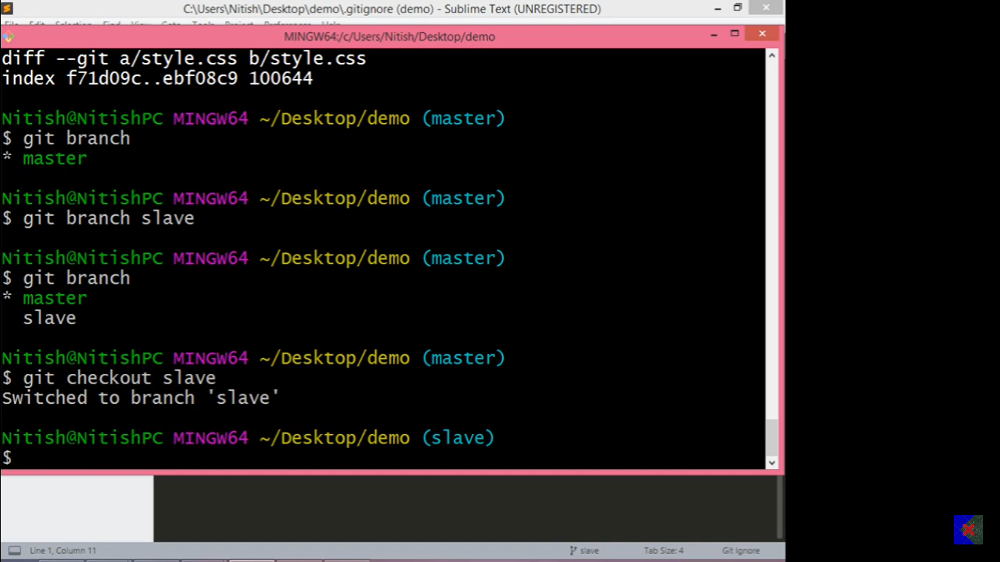 C:\Users\Nitish\Desktop\demo\.gitignore (demo) - Sublime Text (UNREGISTERED)
MINGW64:/c/Users/Nitish/Desktop/demo
diff --git a/style.css b/style.css
index f71d09c..ebf08c9 100644
Nitish@NitishPC MINGW64 ~/Desktop/demo (master)
$ git branch
* master
Nitish@NitishPC MINGW64 ~/Desktop/demo (master)
$ git branch slave
Nitish@NitishPC MINGW64 ~/Desktop/demo (master)
$ git branch
* master
slave
Nitish@NitishPC MINGW64 ~/Desktop/demo (master)
$ git checkout slave
Switched to branch 'slave'
Nitish@NitishPC MINGW64 ~/Desktop/demo (slave)
$
Line 1, Column 11 slave Tab Size: 4 Git Ignore